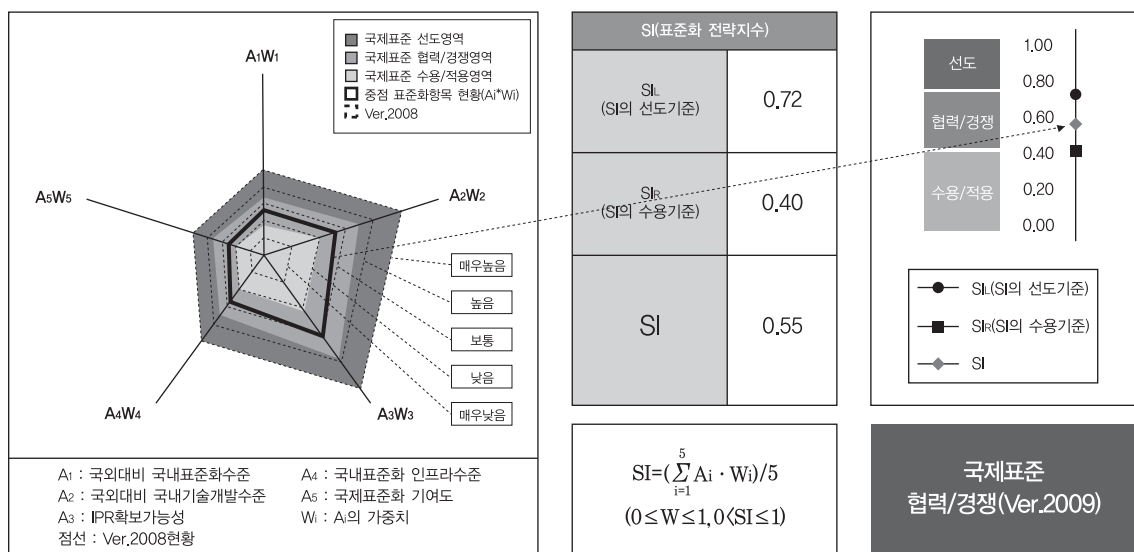 국제표준 선도영역
국제표준 협력/경쟁영역
국제표준 수용/적용영역
중점 표준화항목 현황(Ai*Wi)
Ver.2008
A1W1
A2W2
A5W5
매우높음
높음
보통
낮음
매우낮음
A4W4
A3W3
A1 : 국외대비 국내표준화수준
A2 : 국외대비 국내기술개발수준
A3 : IPR확보가능성
점선 : Ver.2008현황
A4 : 국내표준화 인프라수준
A5 : 국제표준화 기여도
Wi : Ai의 가중치
SI(표준화 전략지수)
SIL
(SI의 선도기준)
0.72
SIR
(SI의 수용기준)
0.40
SI
0.55
SI=(5∑i=1 Ai · Wi)/5
(0≤W≤1, 0〈SI≤1)
선도
협력/경쟁
수용/적용
1.00
0.80
0.60
0.40
0.20
0.00
SIL(SI의 선도기준)
SIR(SI의 수용기준)
SI
국제표준
협력/경쟁(Ver.2009)